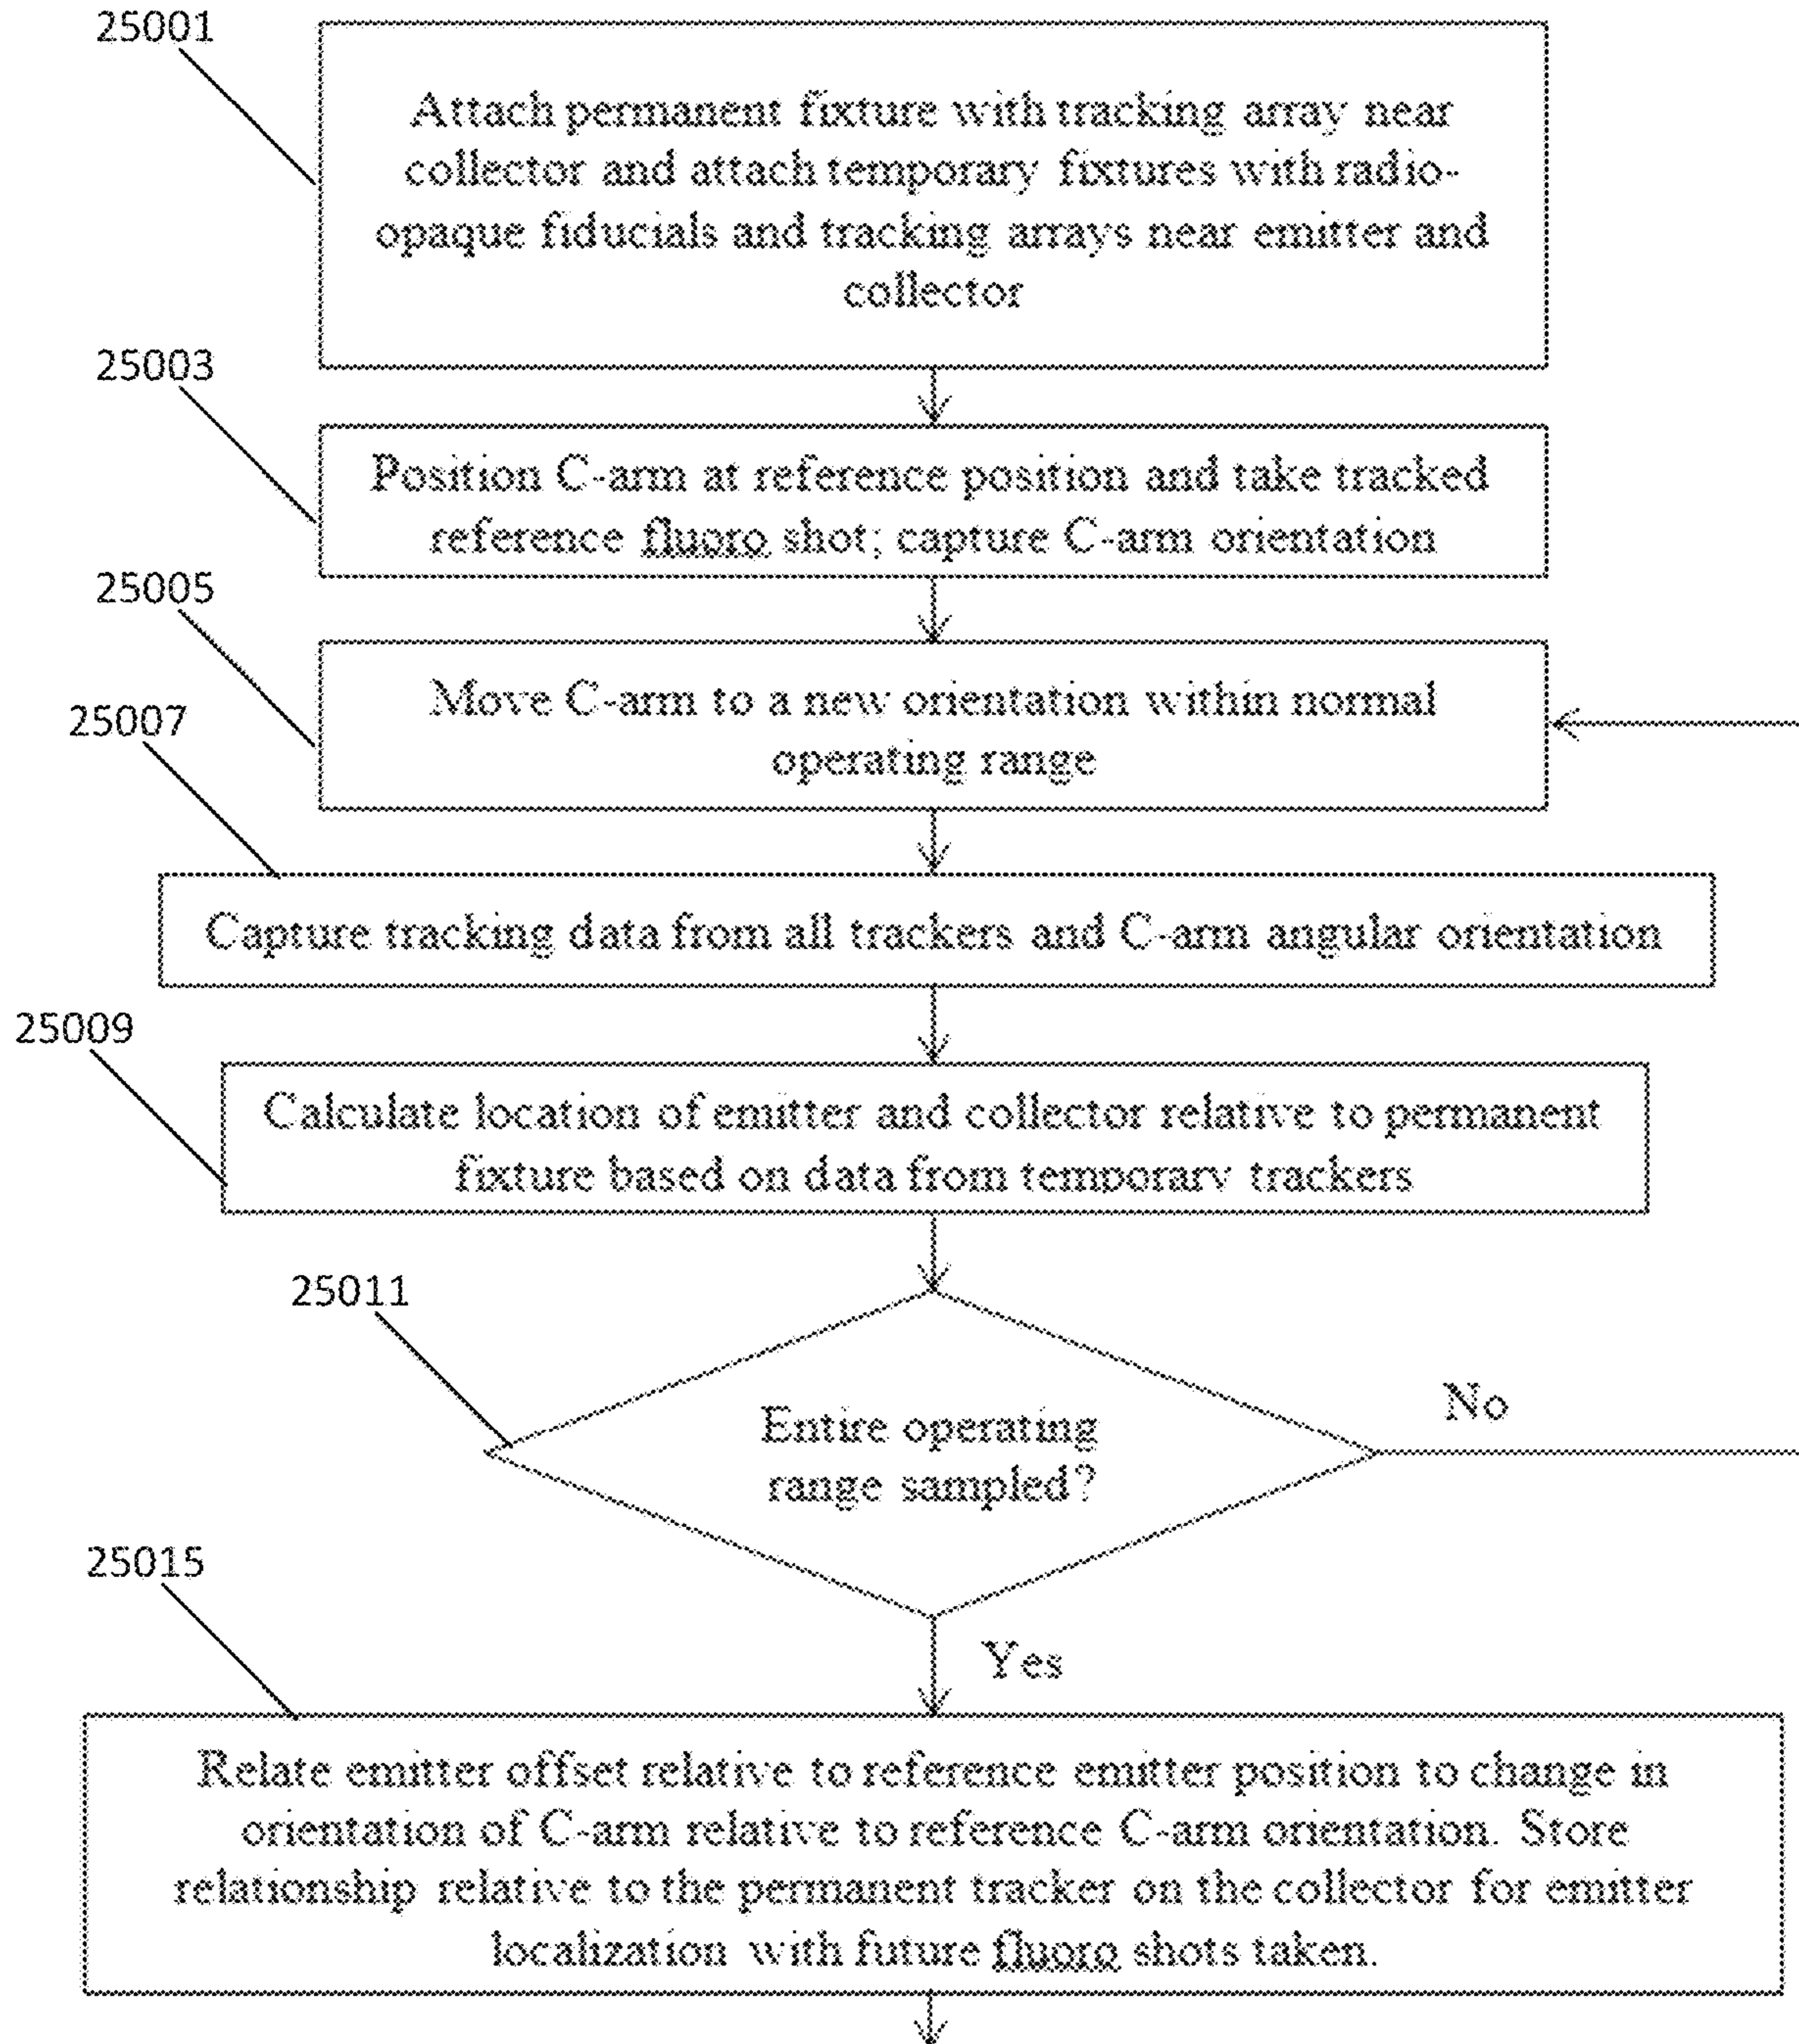 25001
Attach permanent fixture with tracking array near
collector and attach temporary fixtures with radio-
opaque fiducials and tracking arrays near emitter and
collector
25003
Position C-arm at reference position and take tracked
reference fluoro shot; capture C-arm orientation
25005
Move C-arm to a new orientation within normal
operating range
25007
Capture tracking data from all trackers and C-arm angular orientation
25009
Calculate location of emitter and collector relative to permanent
fixture based on data from temporary trackers
25011
Entire operating
range sampled?
No
Yes
25015
Relate emitter offset relative to reference emitter position to change in
orientation of C-arm relative to reference C-arm orientation. Store
relationship relative to the permanent tracker on the collector for emitter
localization with future fluoro shots taken.